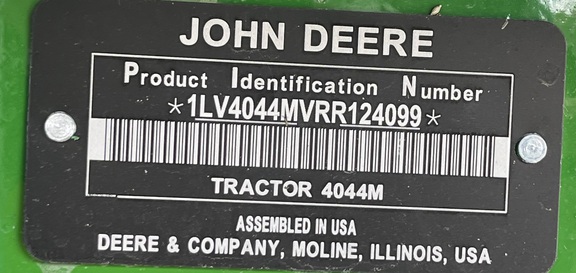 JOHN DEERE
Product Identification Number
*1LV4044MVRR124099*
TRACTOR 4044M
ASSEMBLED IN USA
DEERE & COMPANY, MOLINE, ILLINOIS, USA